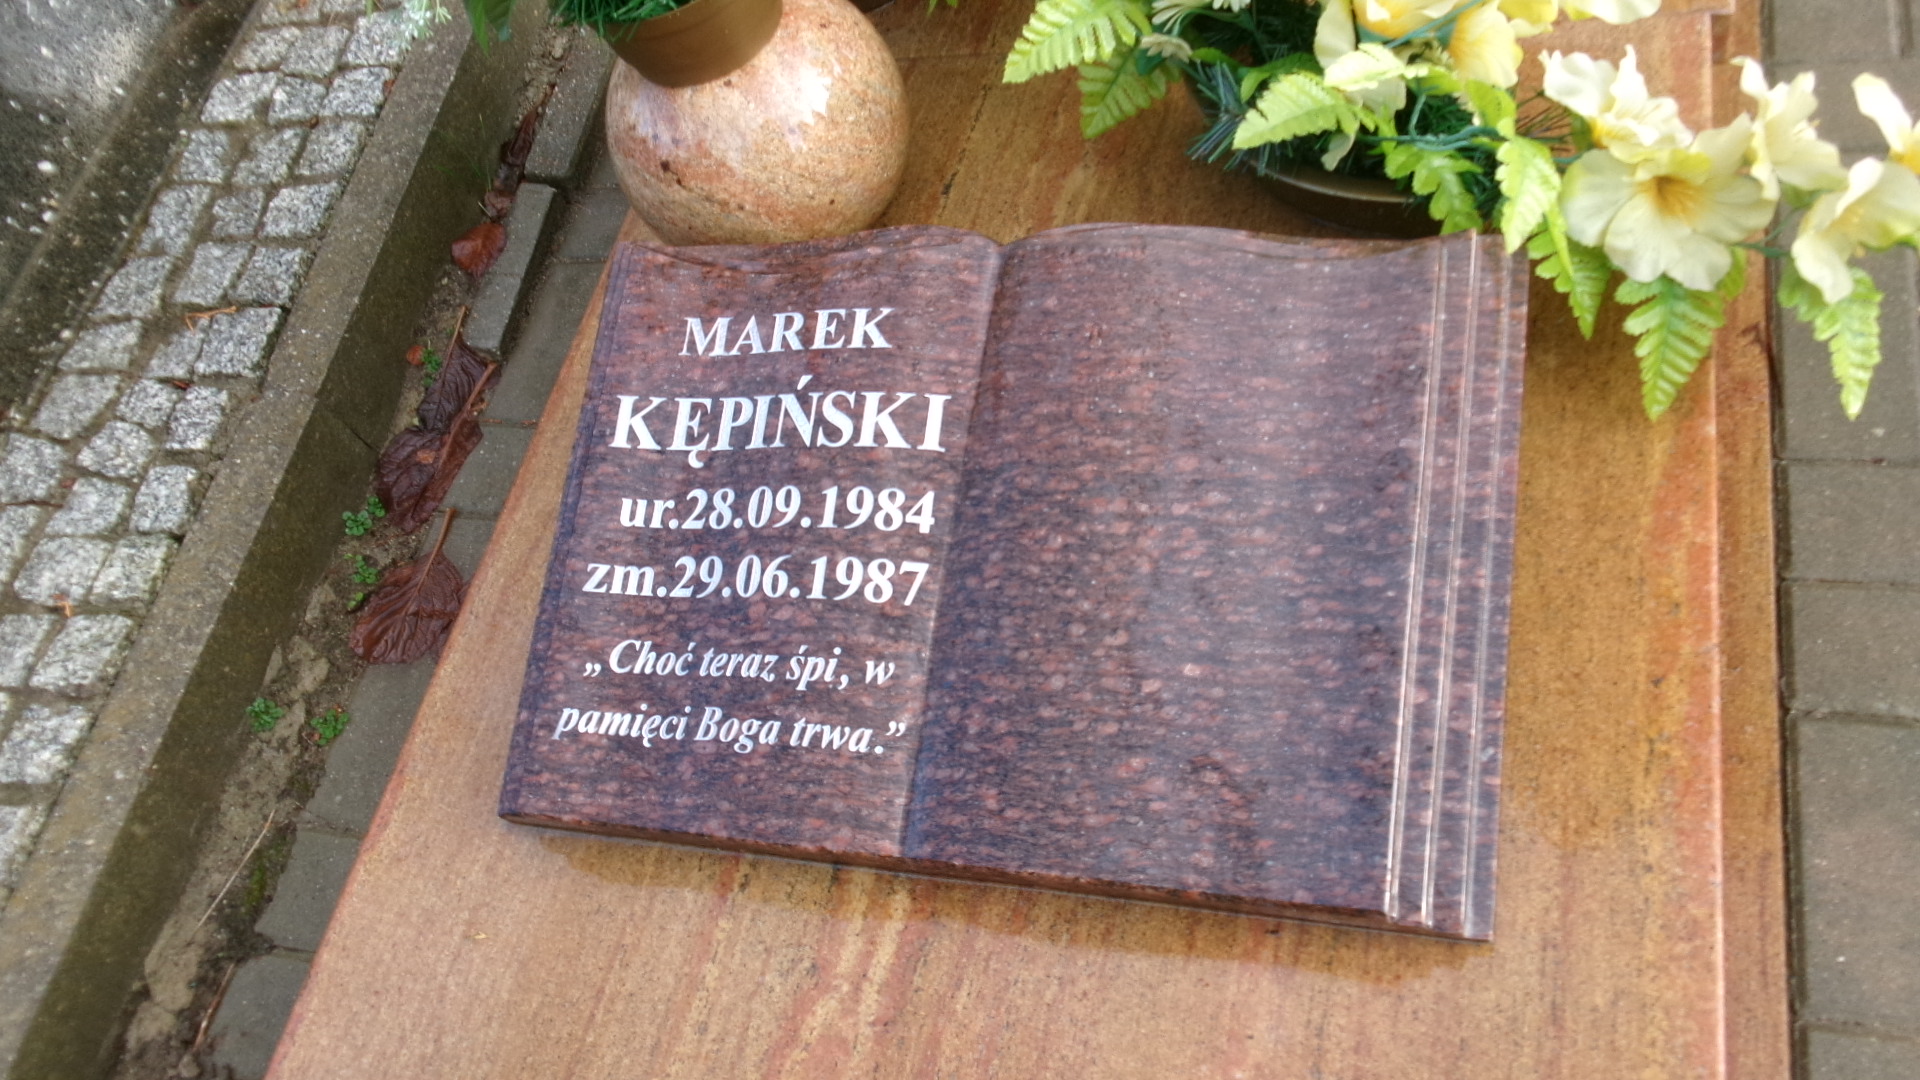 MAREK
KĘPIŃSKI
ur.28.09.1984
zm.29.06.1987
„Choć teraz śpi, w
pamięci Boga trwa.”